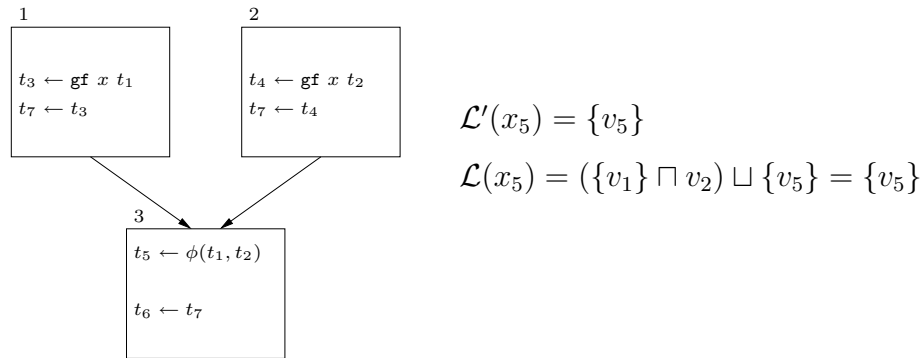 1
t₃ ← gf x t₁
t₇ ← t₃
2
t₄ ← gf x t₂
t₇ ← t₄
3
t₅ ← ϕ(t₁, t₂)
t₆ ← t₇
ℒ′(x₅) = {v₅}
ℒ(x₅) = ({v₁} ⊓ v₂) ⊔ {v₅} = {v₅}